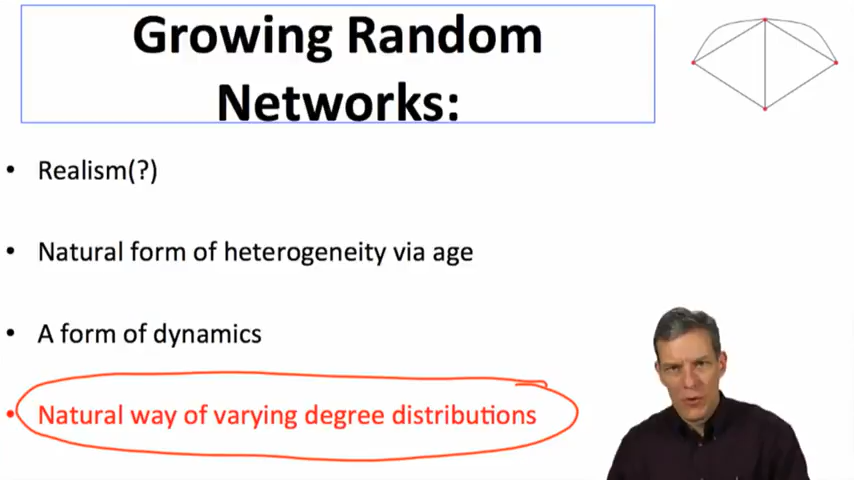 Growing Random
Networks:
• Realism(?)
• Natural form of heterogeneity via age
• A form of dynamics
• Natural way of varying degree distributions